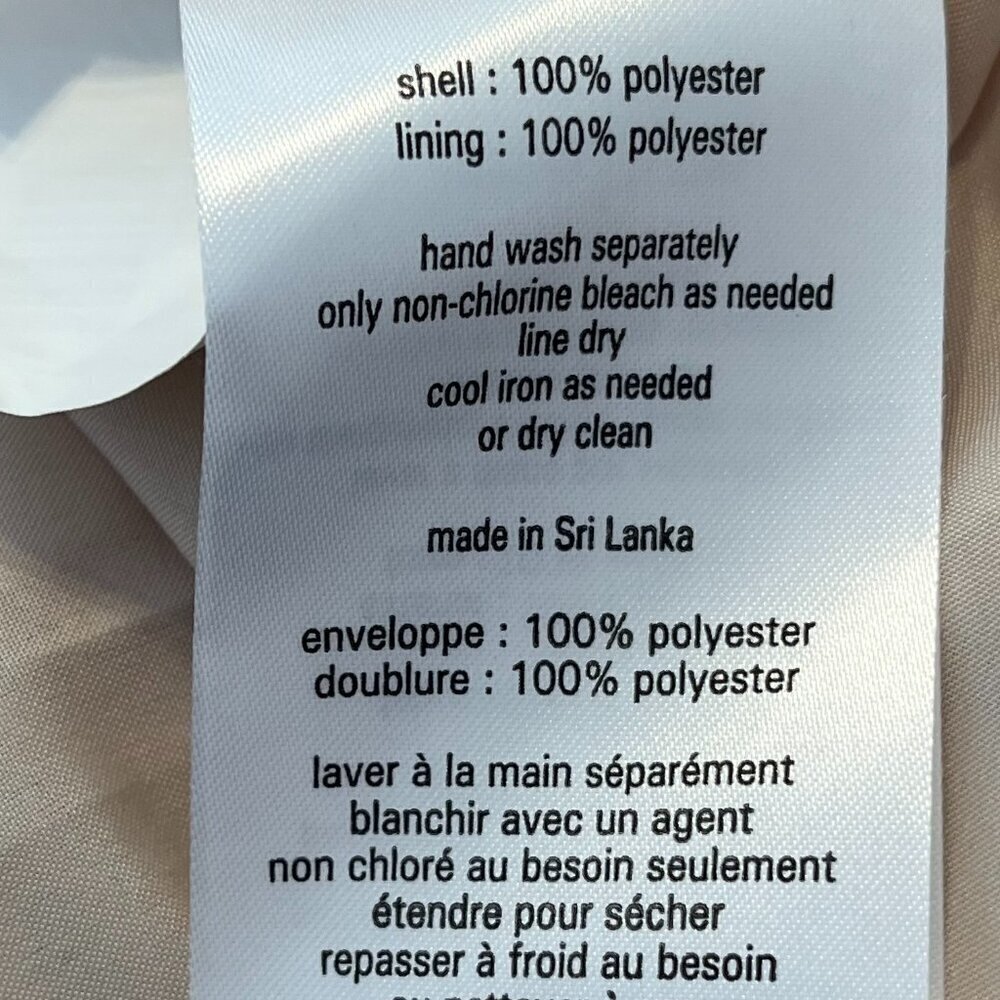 shell : 100% polyester
lining : 100% polyester
hand wash separately
only non-chlorine bleach as needed
line dry
cool iron as needed
or dry clean
made in Sri Lanka
enveloppe : 100% polyester
doublure : 100% polyester
laver à la main séparément
blanchir avec un agent
non chloré au besoin seulement
étendre pour sécher
repasser à froid au besoin